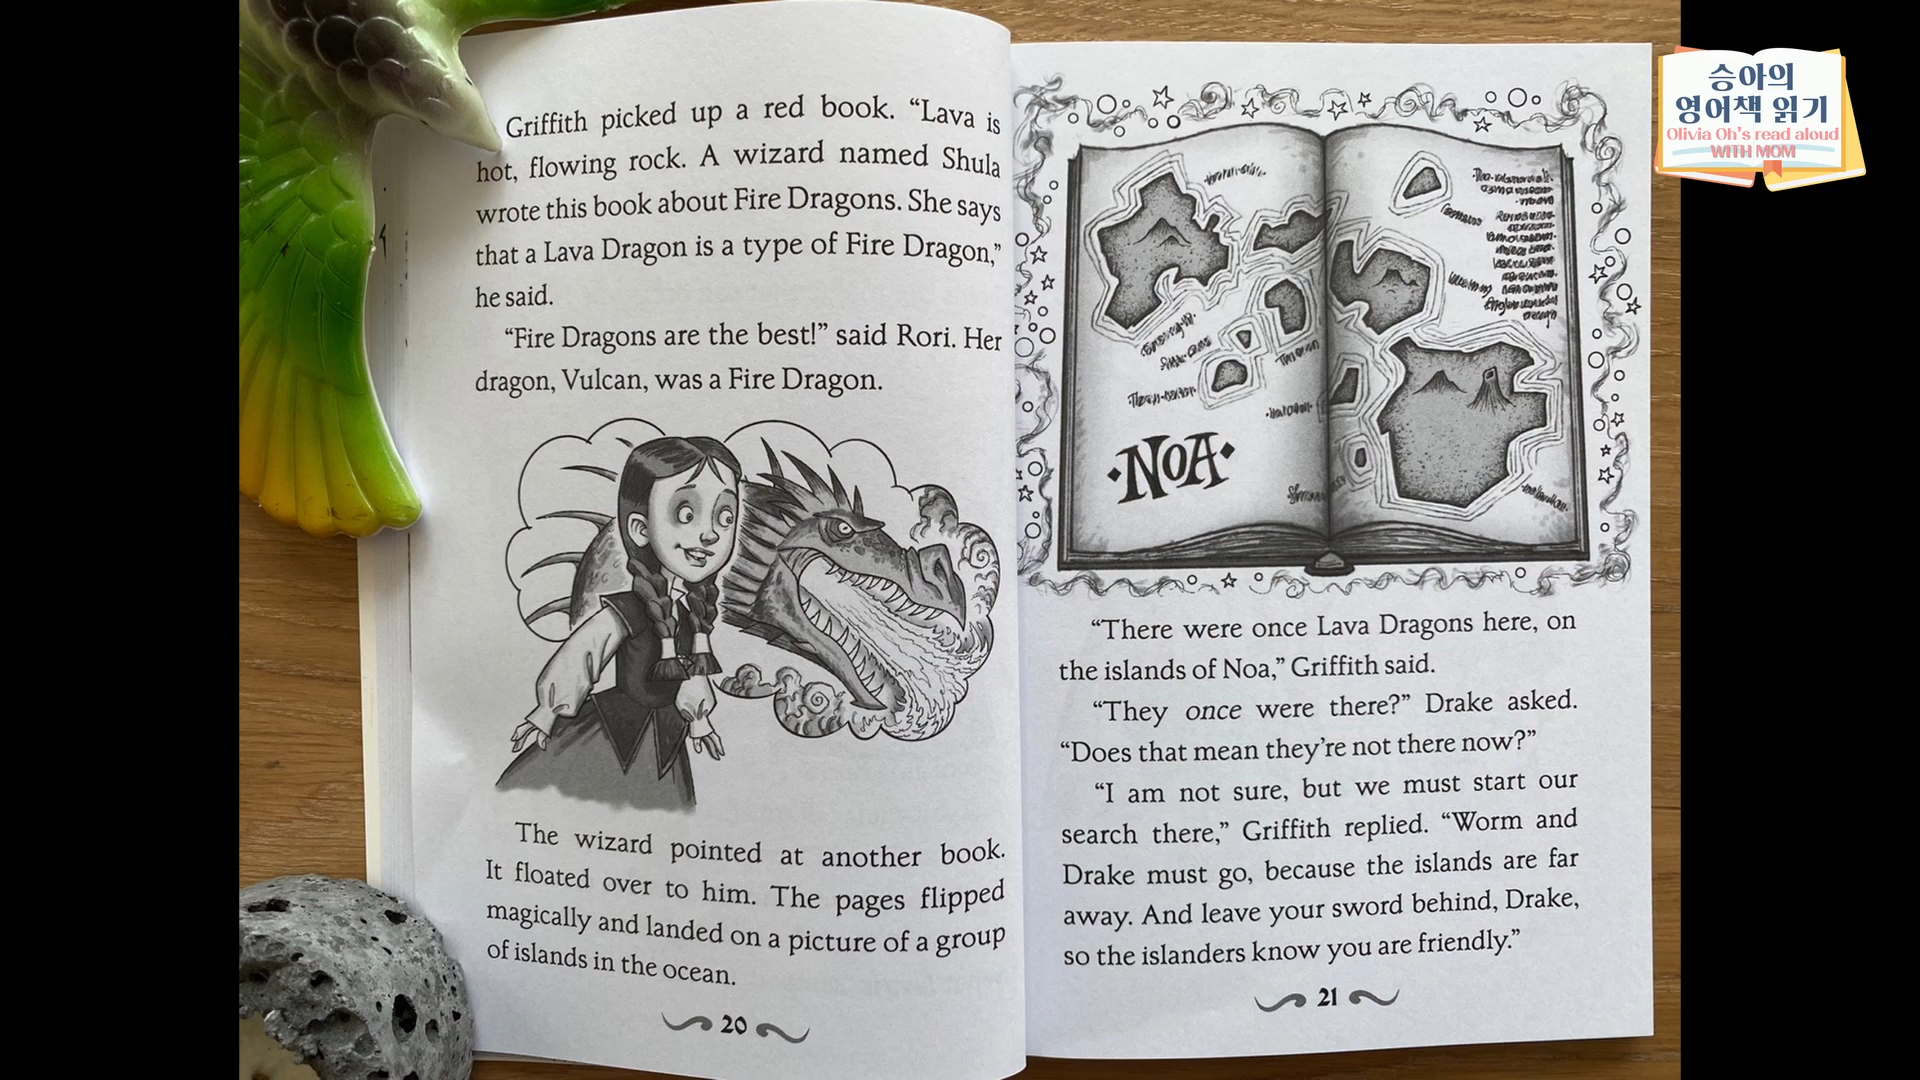 Griffith picked up a red book. “Lava is
hot, flowing rock. A wizard named Shula
wrote this book about Fire Dragons. She says
that a Lava Dragon is a type of Fire Dragon,”
he said.
“Fire Dragons are the best!” said Rori. Her
dragon, Vulcan, was a Fire Dragon.
The wizard pointed at another book.
It floated over to him. The pages flipped
magically and landed on a picture of a group
of islands in the ocean.
20
·NOA·
“There were once Lava Dragons here, on
the islands of Noa,” Griffith said.
“They once were there?” Drake asked.
“Does that mean they’re not there now?”
“I am not sure, but we must start our
search there,” Griffith replied. “Worm and
Drake must go, because the islands are far
away. And leave your sword behind, Drake,
so the islanders know you are friendly.”
21
승아의
영어책 읽기
Olivia Oh's read aloud
WITH MOM